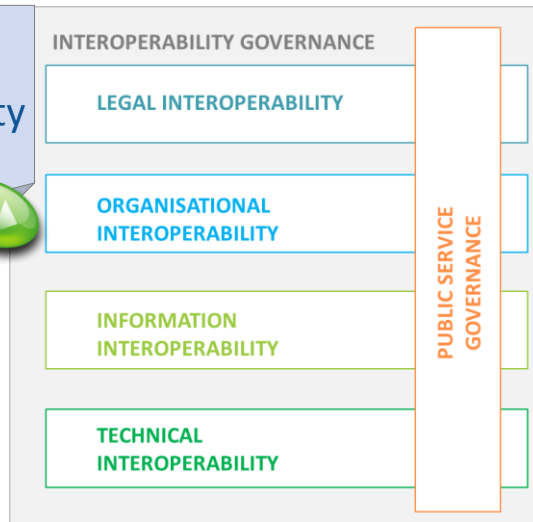 INTEROPERABILITY GOVERNANCE
LEGAL INTEROPERABILITY
ORGANISATIONAL
INTEROPERABILITY
INFORMATION
INTEROPERABILITY
TECHNICAL
INTEROPERABILITY
PUBLIC SERVICE
GOVERNANCE